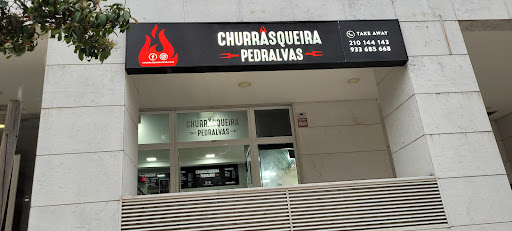 CHURRASQUEIRA
PEDRALVAS
TAKE AWAY
210 144 143
933 685 668
CHURRASQUEIRA
PEDRALVAS